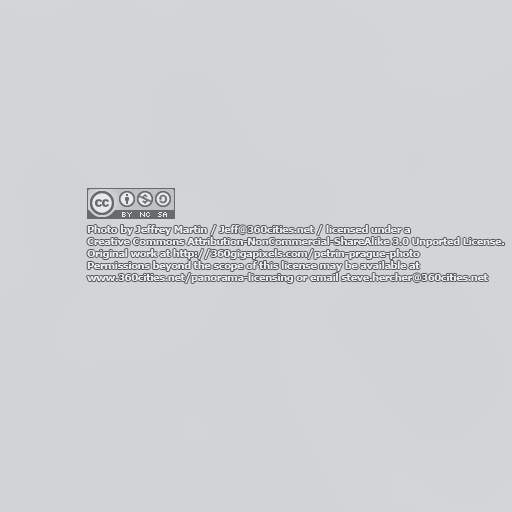 cc
BY NC SA
Photo by Jeffrey Martin / Jeff@360cities.net / licensed under a
Creative Commons Attribution-NonCommercial-ShareAlike 3.0 Unported License.
Original work at http://360gigapixels.com/petrin-prague-photo
Permissions beyond the scope of this license may be available at
www.360cities.net/panorama-licensing or email steve.hercher@360cities.net